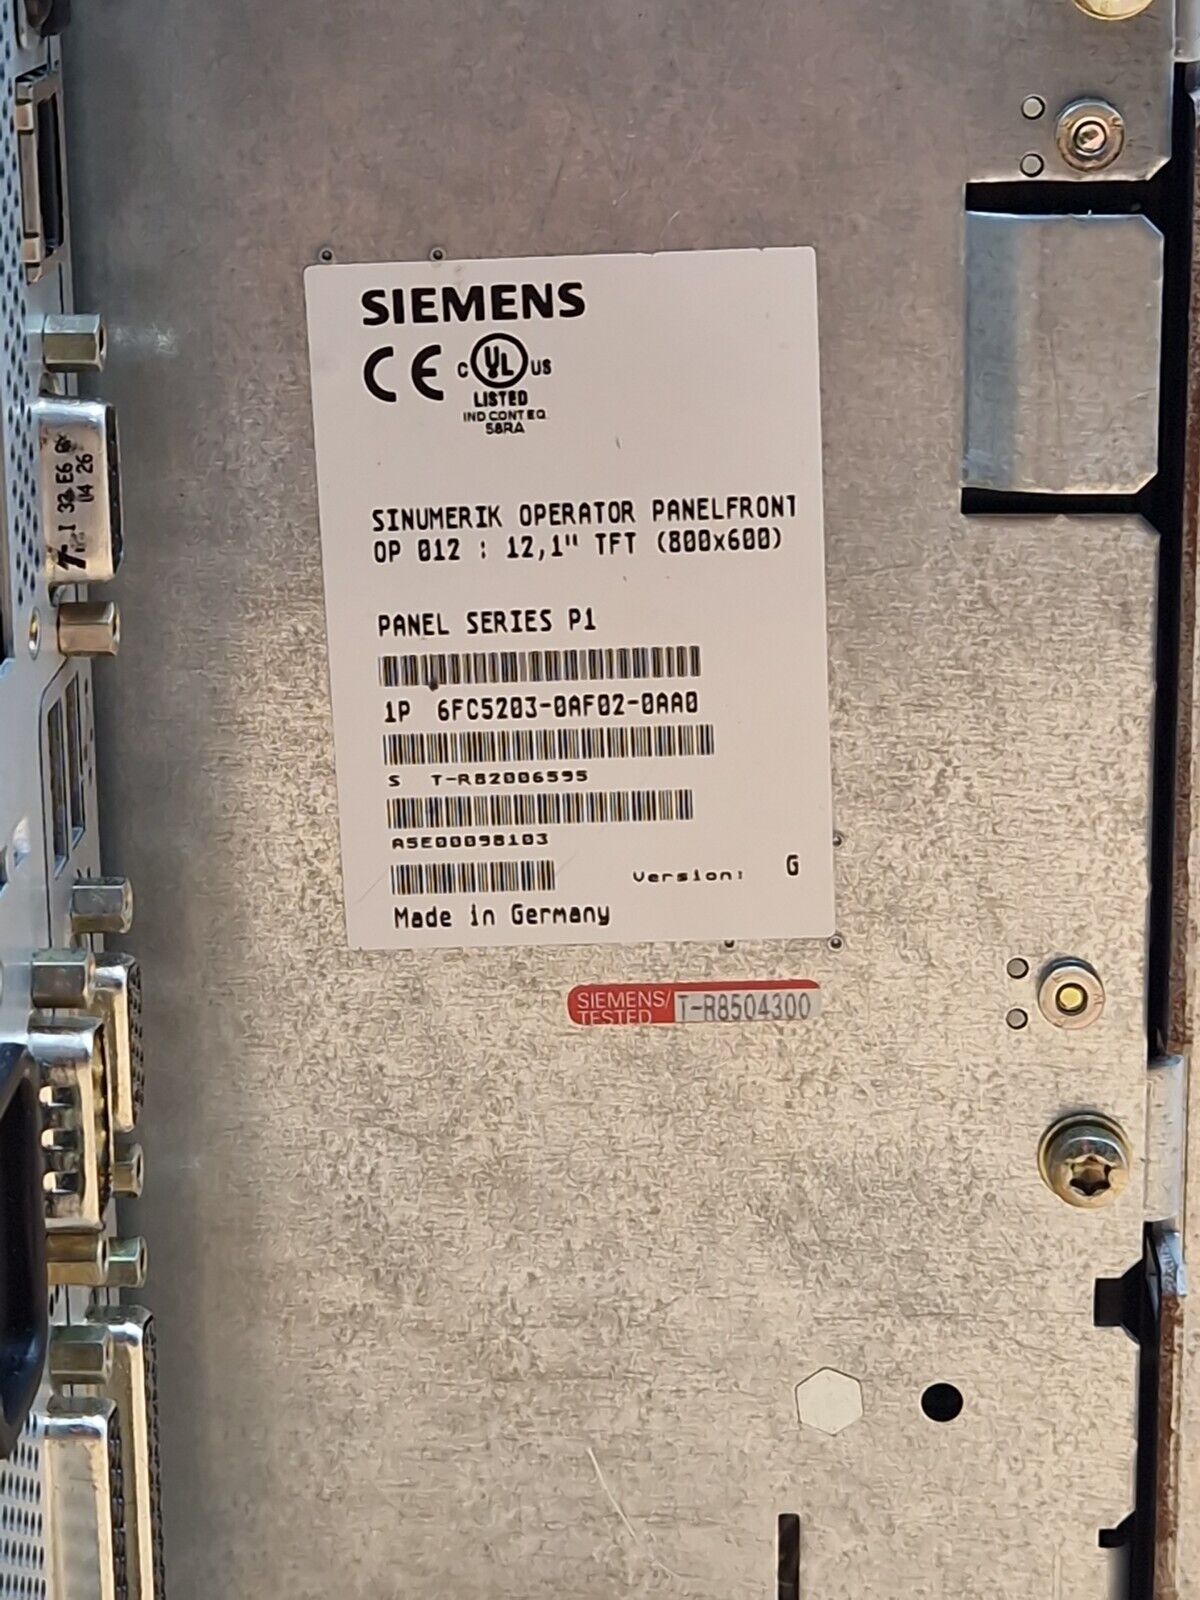 SIEMENS
CE C UL US
LISTED
IND CONT EQ
58RA
SINUMERIK OPERATOR PANELFRONT
OP 012 : 12,1" TFT (800x600)
PANEL SERIES P1
1P 6FC5203-0AF02-0AA0
S T-R82006595
A5E00098103
Version: G
Made in Germany
SIEMENS/ T-R8504300
TESTED